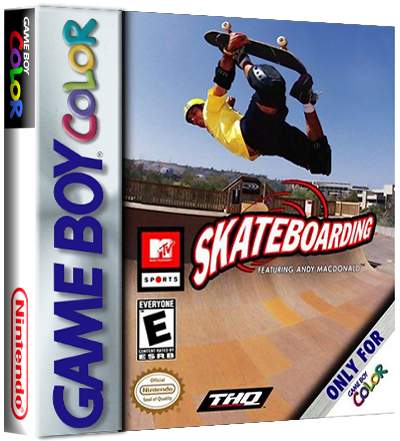 GAME BOY
COLOR
Nintendo
GAME BOY COLOR
MTV
SPORTS
SKATEBOARDING
FEATURING ANDY MACDONALD
EVERYONE
E
CONTENT RATED BY
ESRB
Official
Nintendo
Seal of Quality
THQ
ONLY FOR
GAME BOY
COLOR